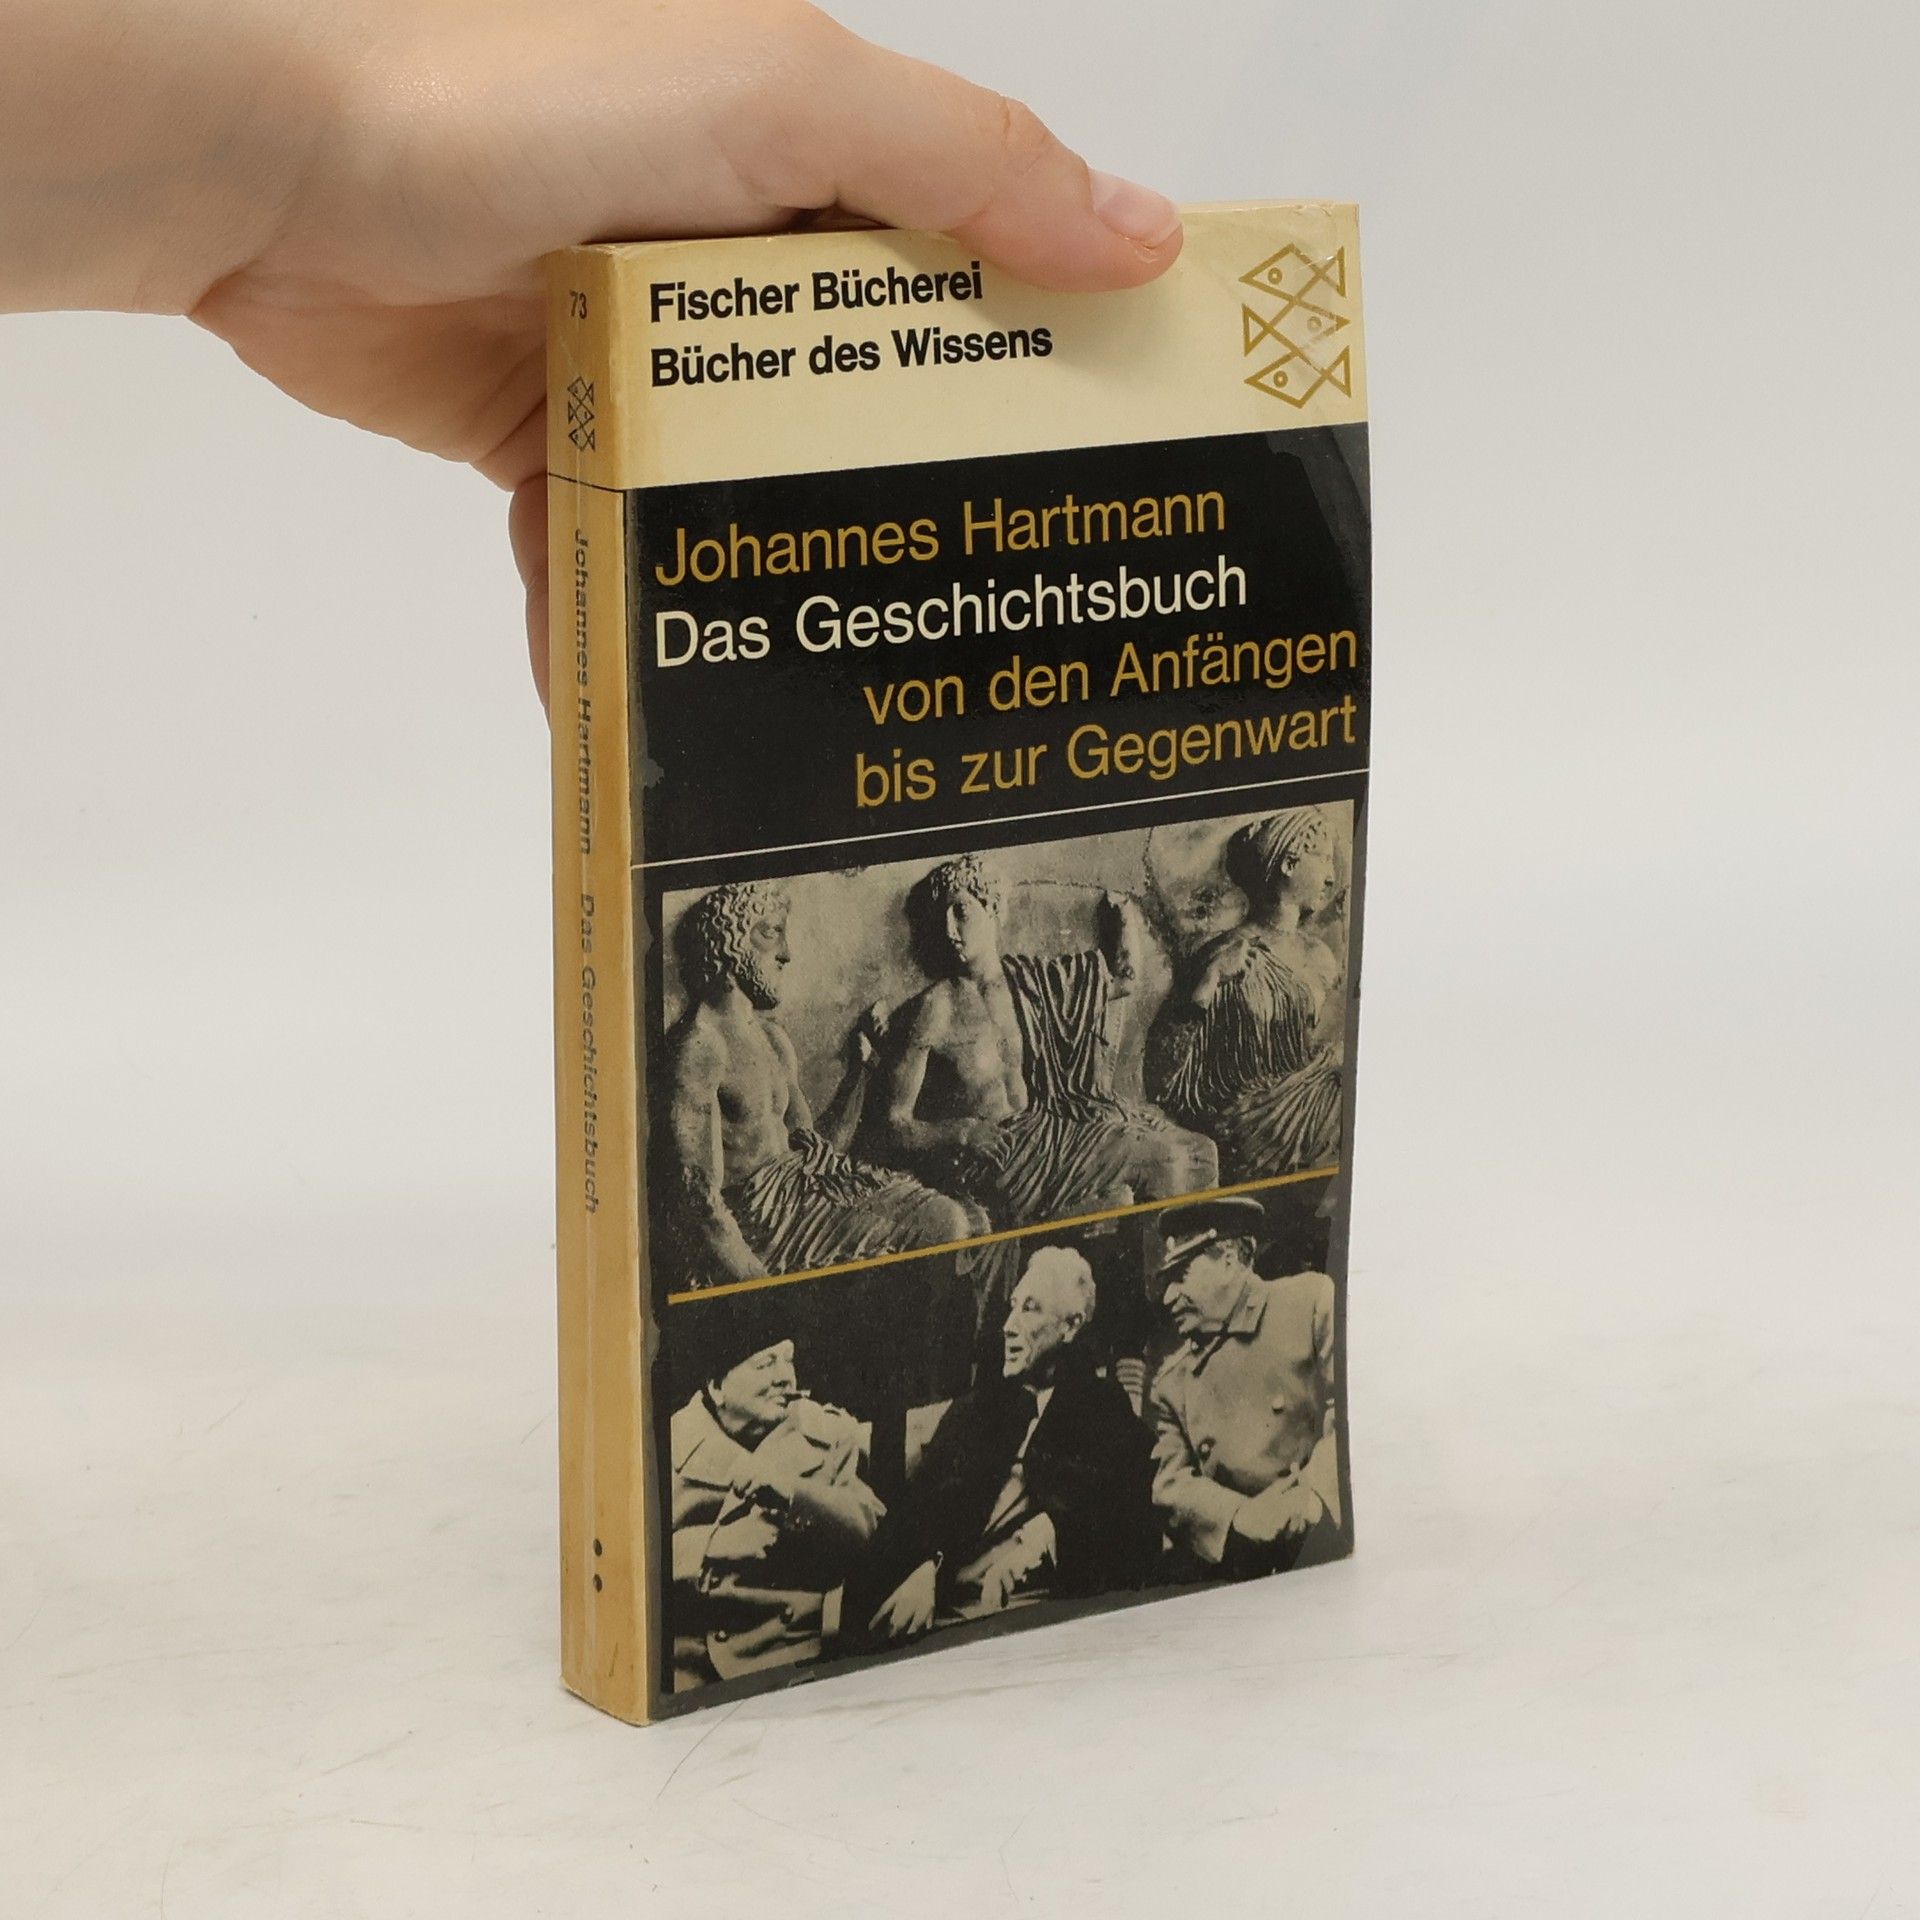 73
Fischer Bücherei
Bücher des Wissens
Johannes Hartmann
Das Geschichtsbuch
von den Anfängen
bis zur Gegenwart
Johannes Hartmann Das Geschichtsbuch